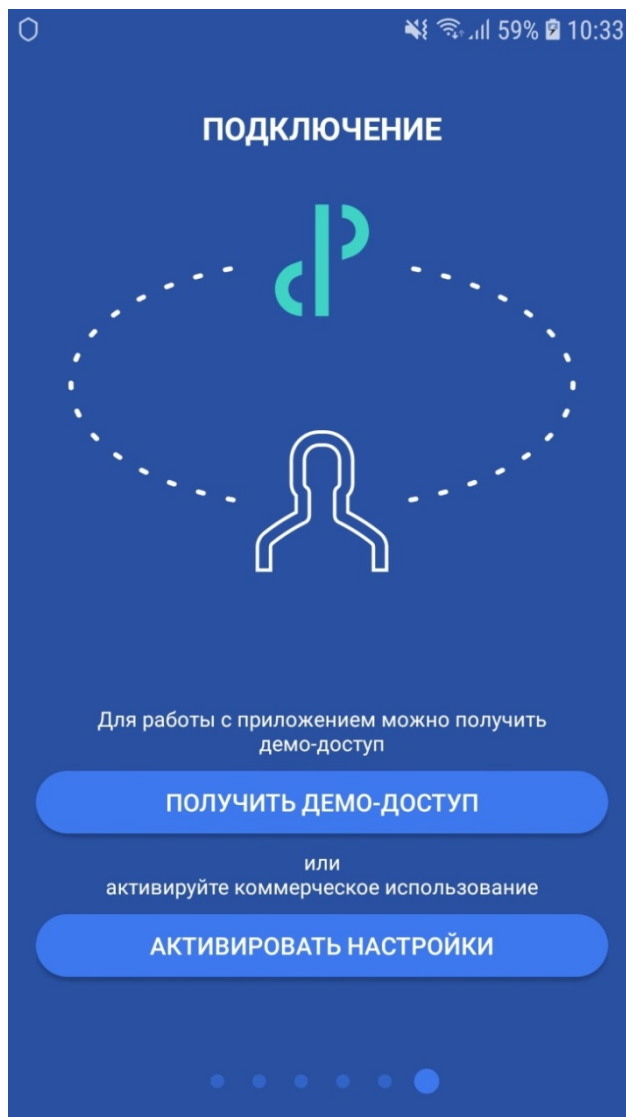 59% 10:33
ПОДКЛЮЧЕНИЕ
Для работы с приложением можно получить
демо-доступ
ПОЛУЧИТЬ ДЕМО-ДОСТУП
или
активируйте коммерческое использование
АКТИВИРОВАТЬ НАСТРОЙКИ